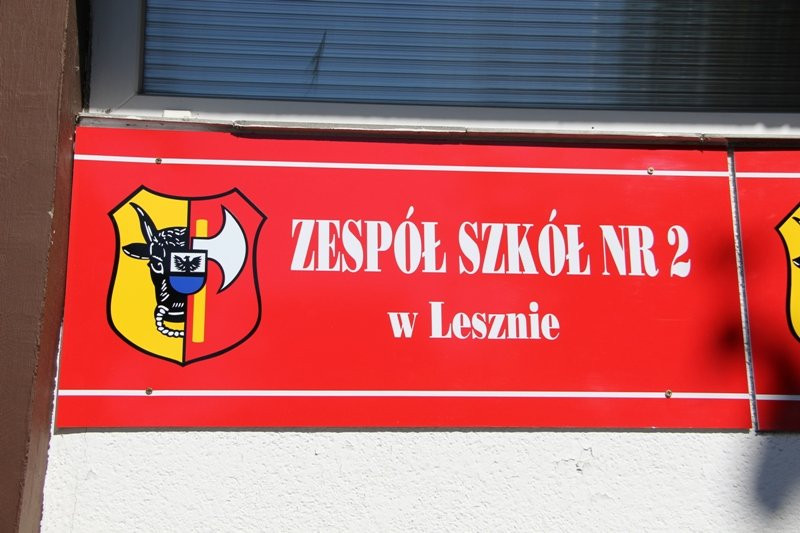 ZESPÓŁ SZKÓŁ NR 2
w Lesznie